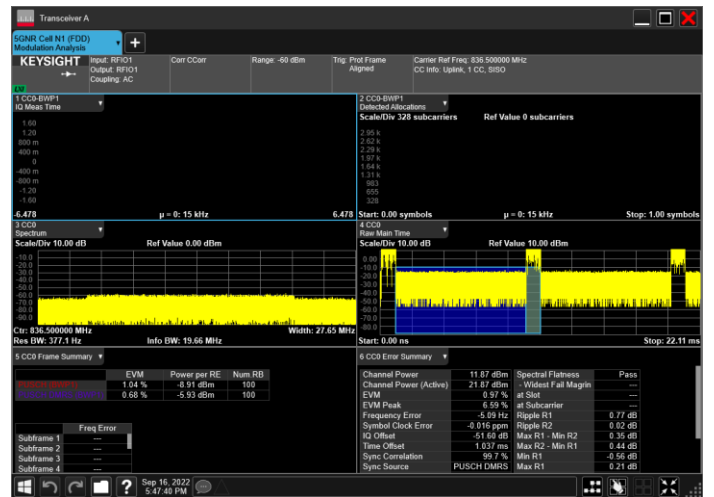 Transceiver A
5GNR Cell N1 (FDD)
Modulation Analysis
KEYSIGHT
Input: RFIO1
Output: RFIO1
Coupling: AC
Corr CCorr
Range: -60 dBm
Trig: Prot Frame
Aligned
Carrier Ref Freq: 836.500000 MHz
CC Info: Uplink, 1 CC, SISO
1 CC0-BWP1
IQ Meas Time
1.60
1.20
800 m
400 m
0
-400 m
-800 m
-1.20
-1.60
-6.478
μ = 0: 15 kHz
6.478
2 CC0-BWP1
Detected Allocations
Scale/Div 328 subcarriers
Ref Value 0 subcarriers
2.95 k
2.62 k
2.29 k
1.97 k
1.64 k
1.31 k
983
655
328
Start: 0.00 symbols
μ = 0: 15 kHz
Stop: 1.00 symbols
3 CC0
Spectrum
Scale/Div 10.00 dB
Ref Value 0.00 dBm
-10.0
-20.0
-30.0
-40.0
-50.0
-60.0
-70.0
-80.0
-90.0
Ctr: 836.500000 MHz
Width: 27.65 MHz
Res BW: 377.1 Hz
Info BW: 19.66 MHz
4 CC0
Raw Main Time
Scale/Div 10.00 dB
Ref Value 10.00 dBm
0.00
-10.0
-20.0
-30.0
-40.0
-50.0
-60.0
-70.0
-80.0
Start: 0.00 ns
Stop: 22.11 ms
5 CC0 Frame Summary
EVM Power per RE Num RB
1.04 % -8.91 dBm 100
0.68 % -5.93 dBm 100
Freq Error
Subframe 1 ---
Subframe 2 ---
Subframe 3 ---
Subframe 4 ---
6 CC0 Error Summary
Channel Power 11.87 dBm Spectral Flatness Pass
Channel Power (Active) 21.87 dBm - Widest Fail Magrin ---
EVM 0.97 % at Slot ---
EVM Peak 6.59 % at Subcarrier ---
Frequency Error -5.09 Hz Ripple R1 0.77 dB
Symbol Clock Error -0.016 ppm Ripple R2 0.02 dB
IQ Offset -51.60 dB Max R1 - Min R2 0.35 dB
Time Offset 1.037 ms Max R2 - Min R1 0.44 dB
Sync Correlation 99.7 % Min R1 -0.56 dB
Sync Source PUSCH DMRS Max R1 0.21 dB
Sep 16, 2022
5:47:40 PM